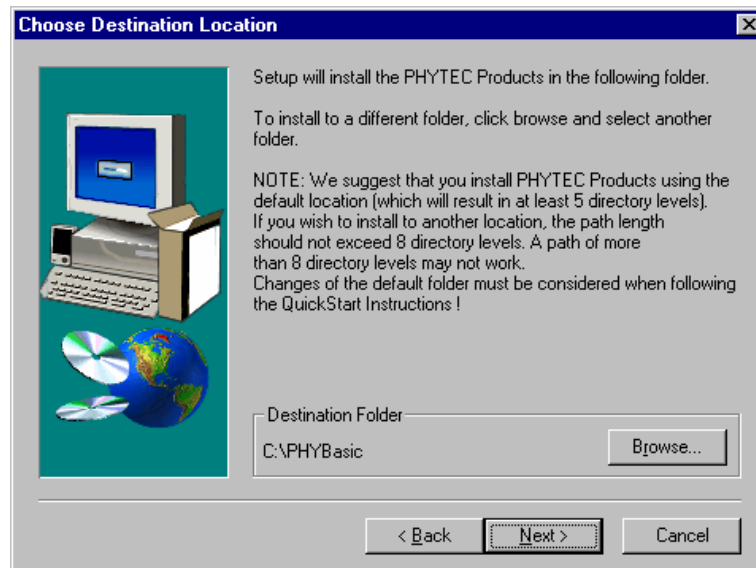 Choose Destination Location
Setup will install the PHYTEC Products in the following folder.
To install to a different folder, click browse and select another
folder.
NOTE: We suggest that you install PHYTEC Products using the
default location (which will result in at least 5 directory levels).
If you wish to install to another location, the path length
should not exceed 8 directory levels. A path of more
than 8 directory levels may not work.
Changes of the default folder must be considered when following
the QuickStart Instructions !
Destination Folder
C:\PHYBasic
Browse...
< Back
Next >
Cancel